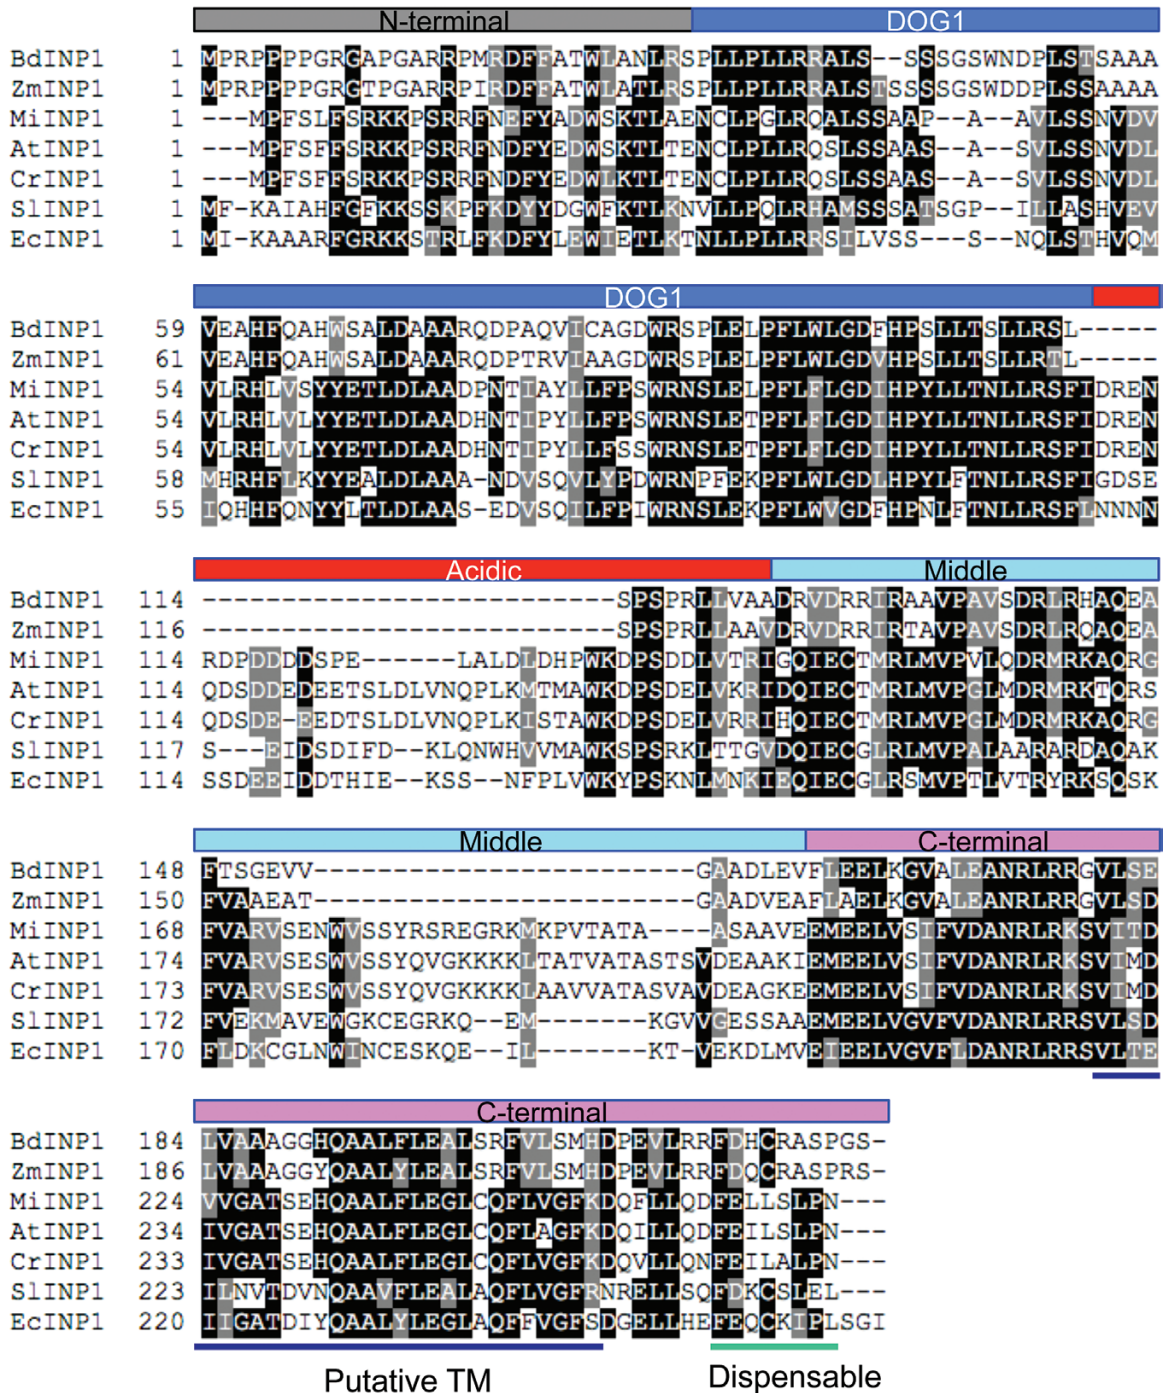 N-terminal DOG1
BdINP1 1 MPRPPPPPGRGAPGARRPMRDFFATWLANLRSPLLPLLRRALS--SSSGSWNDPLSTSAAA
ZmINP1 1 MPRPPPPPGRGTPGARRPIRDFFATWLATLRSPLLPLLRRALSTSSSSGSWDDPLSSAAAA
MiINP1 1 ---MPFSLFSRKKPSRRFNEFYADWSKTLAENCLPGLRQALSSAAP--A--AVLSSNVDV
AtINP1 1 ---MPFSFFSRKKPSRRFNDFYEDWSKTLTENCLPLLRQSLSSAAS--A--SVLSSNVDL
CrINP1 1 ---MPFSFFSRKKPSRRFNDFYEDWLKTLTENCLPLLRQSLSSAAS--A--SVLSSNVDL
SlINP1 1 MF-KAIAHFGFKKSSKPFKDYYDGWFKTLKNVLLPQLRHAMSSSATSGP--ILLASHVEV
EcINP1 1 MI-KAAARFGRKKSTRLFKDFYLEWIETLKTNLLPLLRRSILVSS---S--NQLSTHVQM
DOG1
BdINP1 59 VEAHFQAHWSALDAAARQDPAQVICAGDWRSPLELPFLWLGDFHPSLLTSLLRSL-----
ZmINP1 61 VEAHFQAHWSALDAAARQDPTRVIAAGDWRSPLELPFLWLGDVHPSLLTSLLRTL-----
MiINP1 54 VLRHLVSYYETLDLAADPNTIAYLLFPSWRNSLELPFLFLGDIHPYLLTNLLRSFIDREN
AtINP1 54 VLRHLVLYYETLDLAADHNTIPYLLFPSWRNSLETPFLFLGDIHPYLLTNLLRSFIDREN
CrINP1 54 VLRHLVLYYETLDLAADHNTIPYLLFSSWRNSLETPFLFLGDIHPYLLTNLLRSFIDREN
SlINP1 58 MHRHFLKYYEALDLAAA-NDVSQVLYPDWRNPFEKPFLWLGDLHPYLFTNLLRSFIGDSE
EcINP1 55 IQHHFQNYYLTLDLAAS-EDVSQILFPIWRNSLEKPFLWVGDFHPNLFTNLLRSFLNNNN
Acidic Middle
BdINP1 114 --------------------------SPSPRLLVAADRVDRRIRAAVPAVSDRLRHAQEA
ZmINP1 116 --------------------------SPSPRLLAAVDRVDRRIRTAVPAVSDRLRQAQEA
MiINP1 114 RDPDDDDSPE------LALDLDHPWKDPSDDLVTRIGQIECTMRLMVPVLQDRMRKAQRG
AtINP1 114 QDSDDEDEETSLDLVNQPLKMTMAWKDPSDELVKRIDQIECTMRLMVPGLMDRMRKTQRS
CrINP1 114 QDSDE-EEDTSLDLVNQPLKISTAWKDPSDELVRRIHQIECTMRLMVPGLMDRMRKAQRG
SlINP1 117 S---EIDSDIFD--KLQNWHVVMAWKSPSRKLTTGVDQIECGLRLMVPALAARARDAQAK
EcINP1 114 SSDEEIDDTHIE--KSS--NFPLVWKYPSKNLMNKIEQIECGLRSMVPTLVTRYRKSQSK
Middle C-terminal
BdINP1 148 FTSGEVV------------------------GAADLEVFLEELKGVALEANRLRRGVLSE
ZmINP1 150 FVAAEAT------------------------GAADVEAFLAELKGVALEANRLRRGVLSD
MiINP1 168 FVARVSENWVSSYRSREGRKMKPVTATA----ASAAVEEMEELVSIFVDANRLRKSVITD
AtINP1 174 FVARVSESWVSSYQVGKKKKLTATVATASTSVDEAAKIEMEELVSIFVDANRLRKSVIMD
CrINP1 173 FVARVSESWVSSYQVGKKKKLAAVVATASVAVDEAGKEEMEELVSIFVDANRLRKSVIMD
SlINP1 172 FVEKMAVEWGKCEGRKQ--EM-------KGVVGESSAAEMEELVGVFVDANRLRRSVLSD
EcINP1 170 FLDKCGLNWINCESKQE--IL-------KT-VEKDLMVEIEELVGVFLDANRLRRSVLTE
C-terminal
BdINP1 184 LVAAAGGHQAALFLEALSRFVLSMHDPEVLRRFDHCRASPGS-
ZmINP1 186 LVAAAGGYQAALYLEALSRFVLSMHDPEVLRRFDQCRASPRS-
MiINP1 224 VVGATSEHQAALFLEGLCQFLVGFKDQFLLQDFELLSLPN---
AtINP1 234 IVGATSEHQAALFLEGLCQFLAGFKDQILLQDFEILSLPN---
CrINP1 233 IVGATSEHQAALFLEGLCQFLVGFKDQVLLQNFEILALPN---
SlINP1 223 ILNVTDVNQAAVFLEALAQFLVGFRNRELLSQFDKCSLEL---
EcINP1 220 IIGATDIYQAALYLEGLAQFFVGFSDGELLHEFEQCKIPLSGI
Putative TM Dispensable